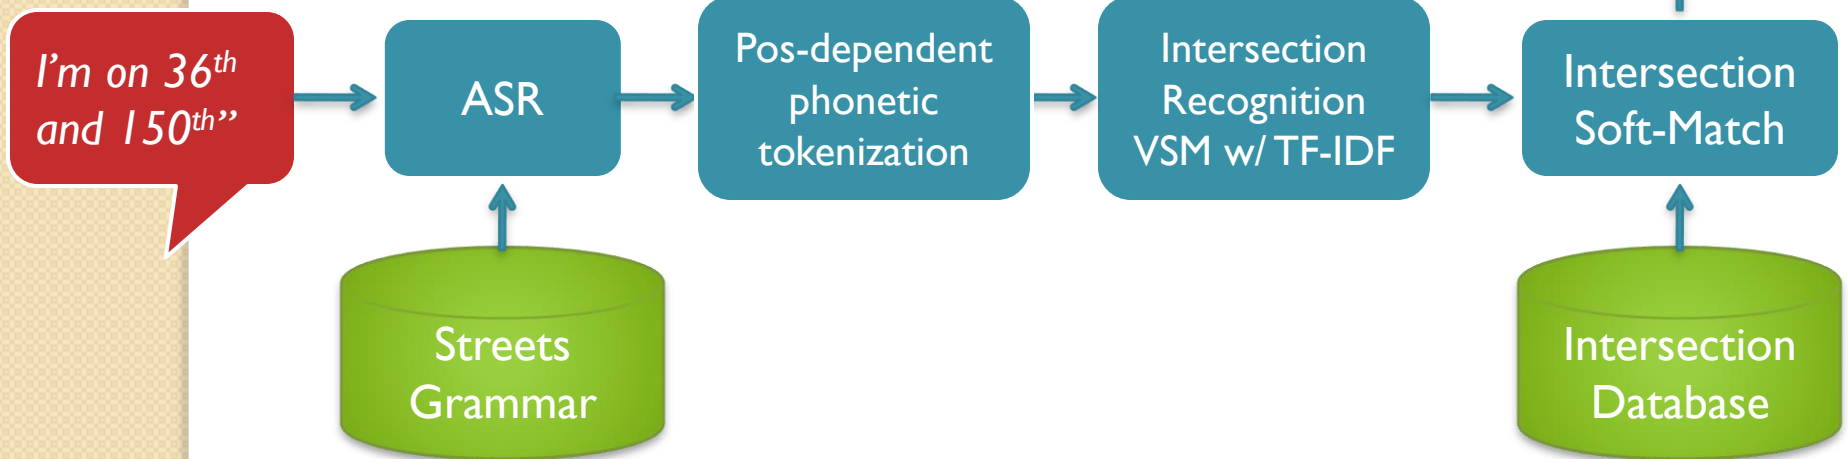 I'm on 36th
and 150th”
ASR
Pos-dependent
phonetic
tokenization
Intersection
Recognition
VSM w/ TF-IDF
Intersection
Soft-Match
Streets
Grammar
Intersection
Database